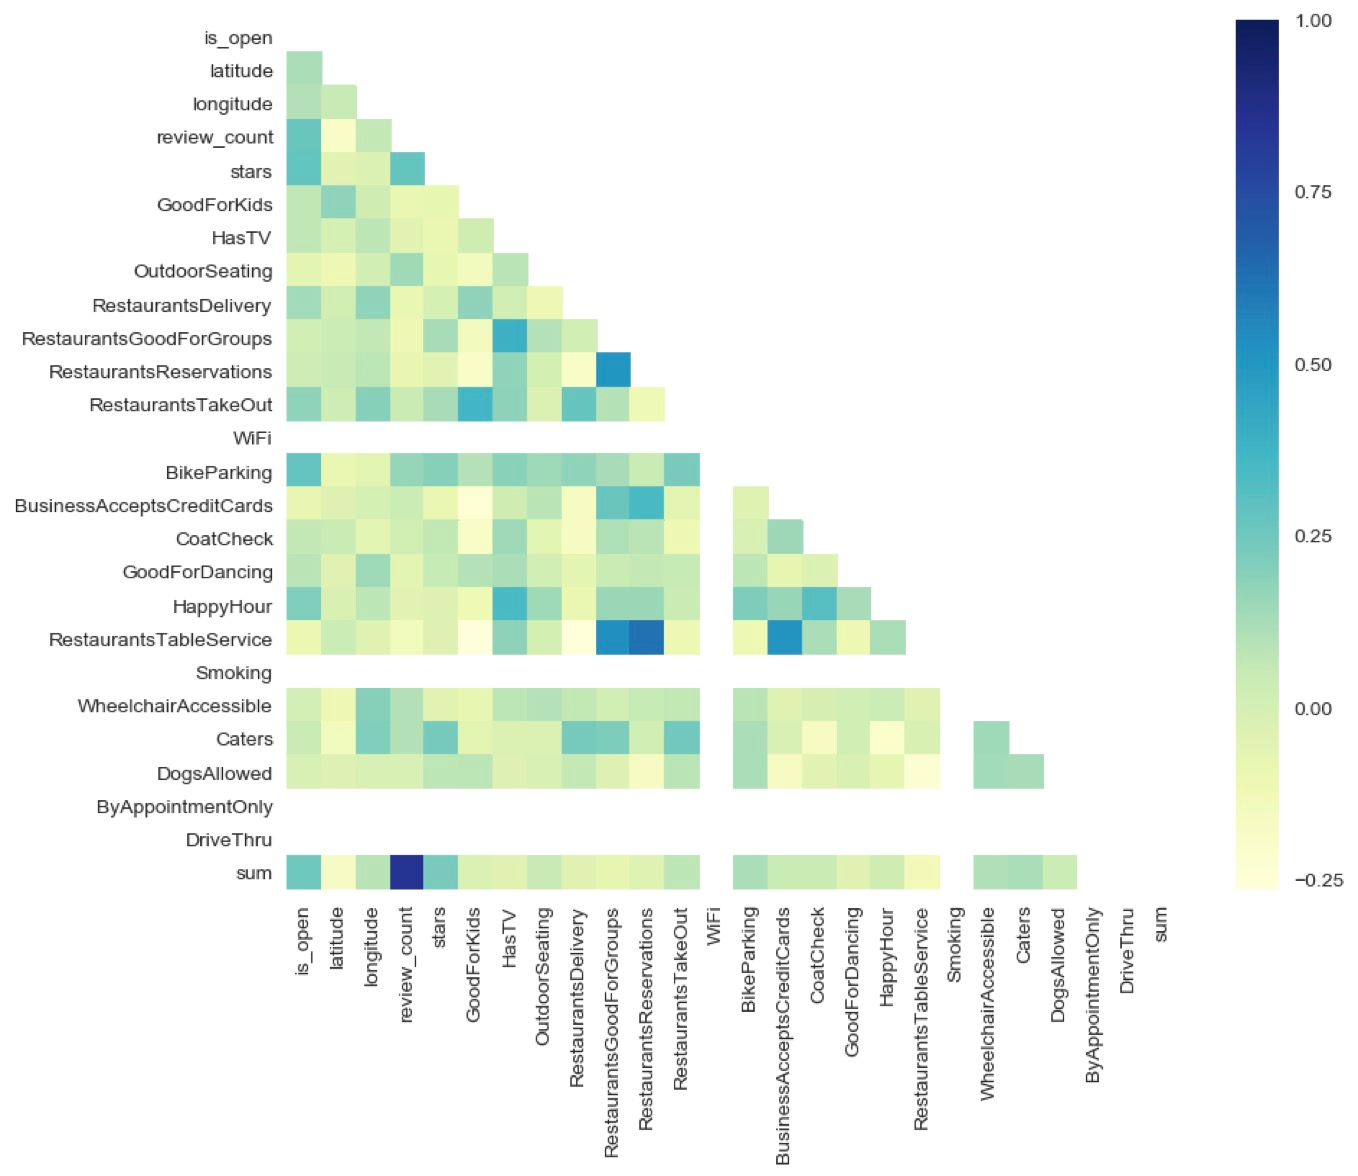 is_open
latitude
longitude
review_count
stars
GoodForKids
HasTV
OutdoorSeating
RestaurantsDelivery
RestaurantsGoodForGroups
RestaurantsReservations
RestaurantsTakeOut
WiFi
BikeParking
BusinessAcceptsCreditCards
CoatCheck
GoodForDancing
HappyHour
RestaurantsTableService
Smoking
WheelchairAccessible
Caters
DogsAllowed
ByAppointmentOnly
DriveThru
sum
is_open
latitude
longitude
review_count
stars
GoodForKids
HasTV
OutdoorSeating
RestaurantsDelivery
RestaurantsGoodForGroups
RestaurantsReservations
RestaurantsTakeOut
WiFi
BikeParking
BusinessAcceptsCreditCards
CoatCheck
GoodForDancing
HappyHour
RestaurantsTableService
Smoking
WheelchairAccessible
Caters
DogsAllowed
ByAppointmentOnly
DriveThru
sum
1.00
0.75
0.50
0.25
0.00
−0.25